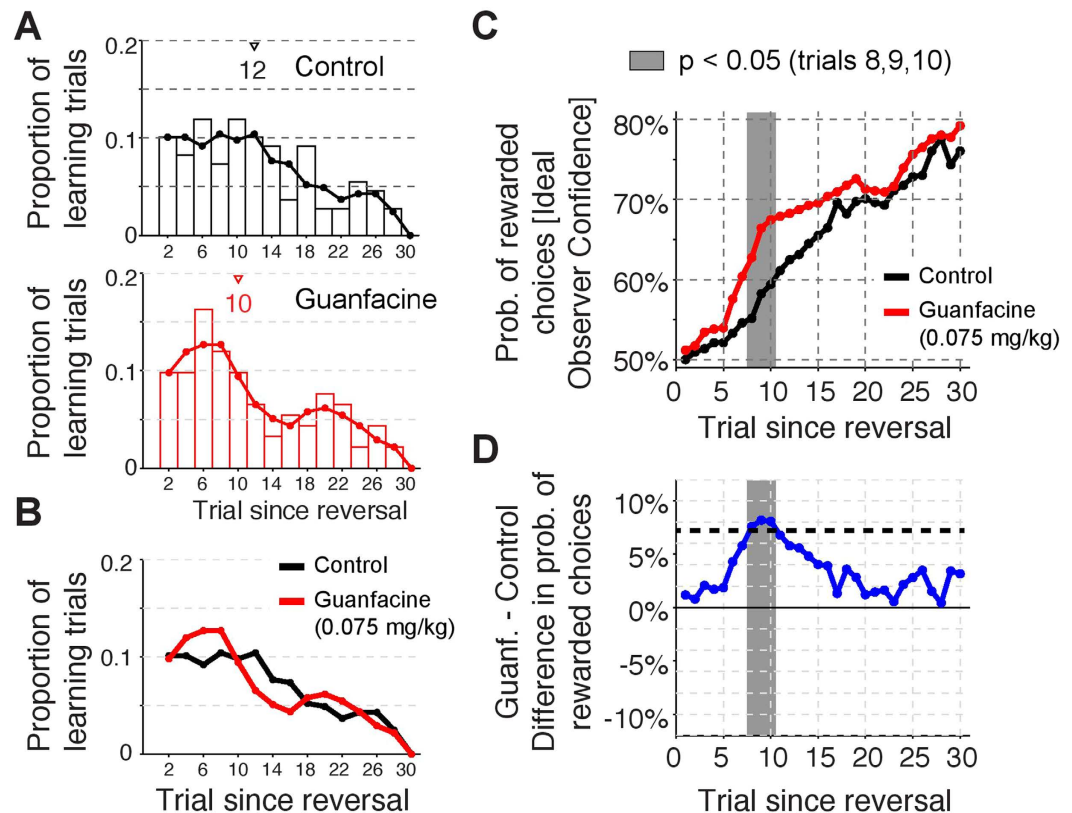 A
0.2
0.1
0
Proportion of
learning trials
12
Control
2 6 10 14 18 22 26 30
0.2
0.1
0
Proportion of
learning trials
10
Guanfacine
2 6 10 14 18 22 26 30
Trial since reversal
B
0.2
0.1
0
Proportion of
learning trials
Control
Guanfacine
(0.075 mg/kg)
2 6 10 14 18 22 26 30
Trial since reversal
C
p < 0.05 (trials 8,9,10)
Prob. of rewarded
choices [Ideal
Observer Confidence]
80%
70%
60%
50%
Control
Guanfacine
(0.075 mg/kg)
0 5 10 15 20 25 30
Trial since reversal
D
Guanf. - Control
Difference in prob. of
rewarded choices
10%
5%
0%
-5%
-10%
0 5 10 15 20 25 30
Trial since reversal